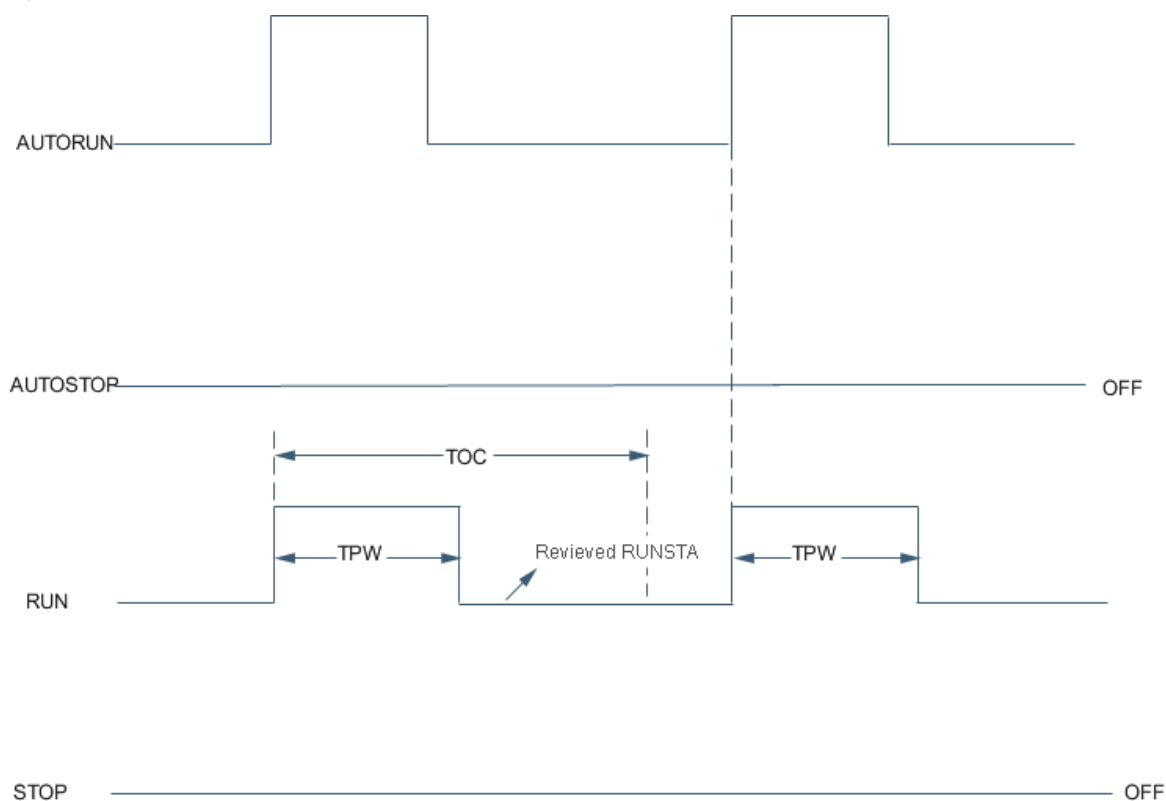 AUTORUN
AUTOSTOP
OFF
TOC
TPW
Revieved RUNSTA
TPW
RUN
STOP
OFF